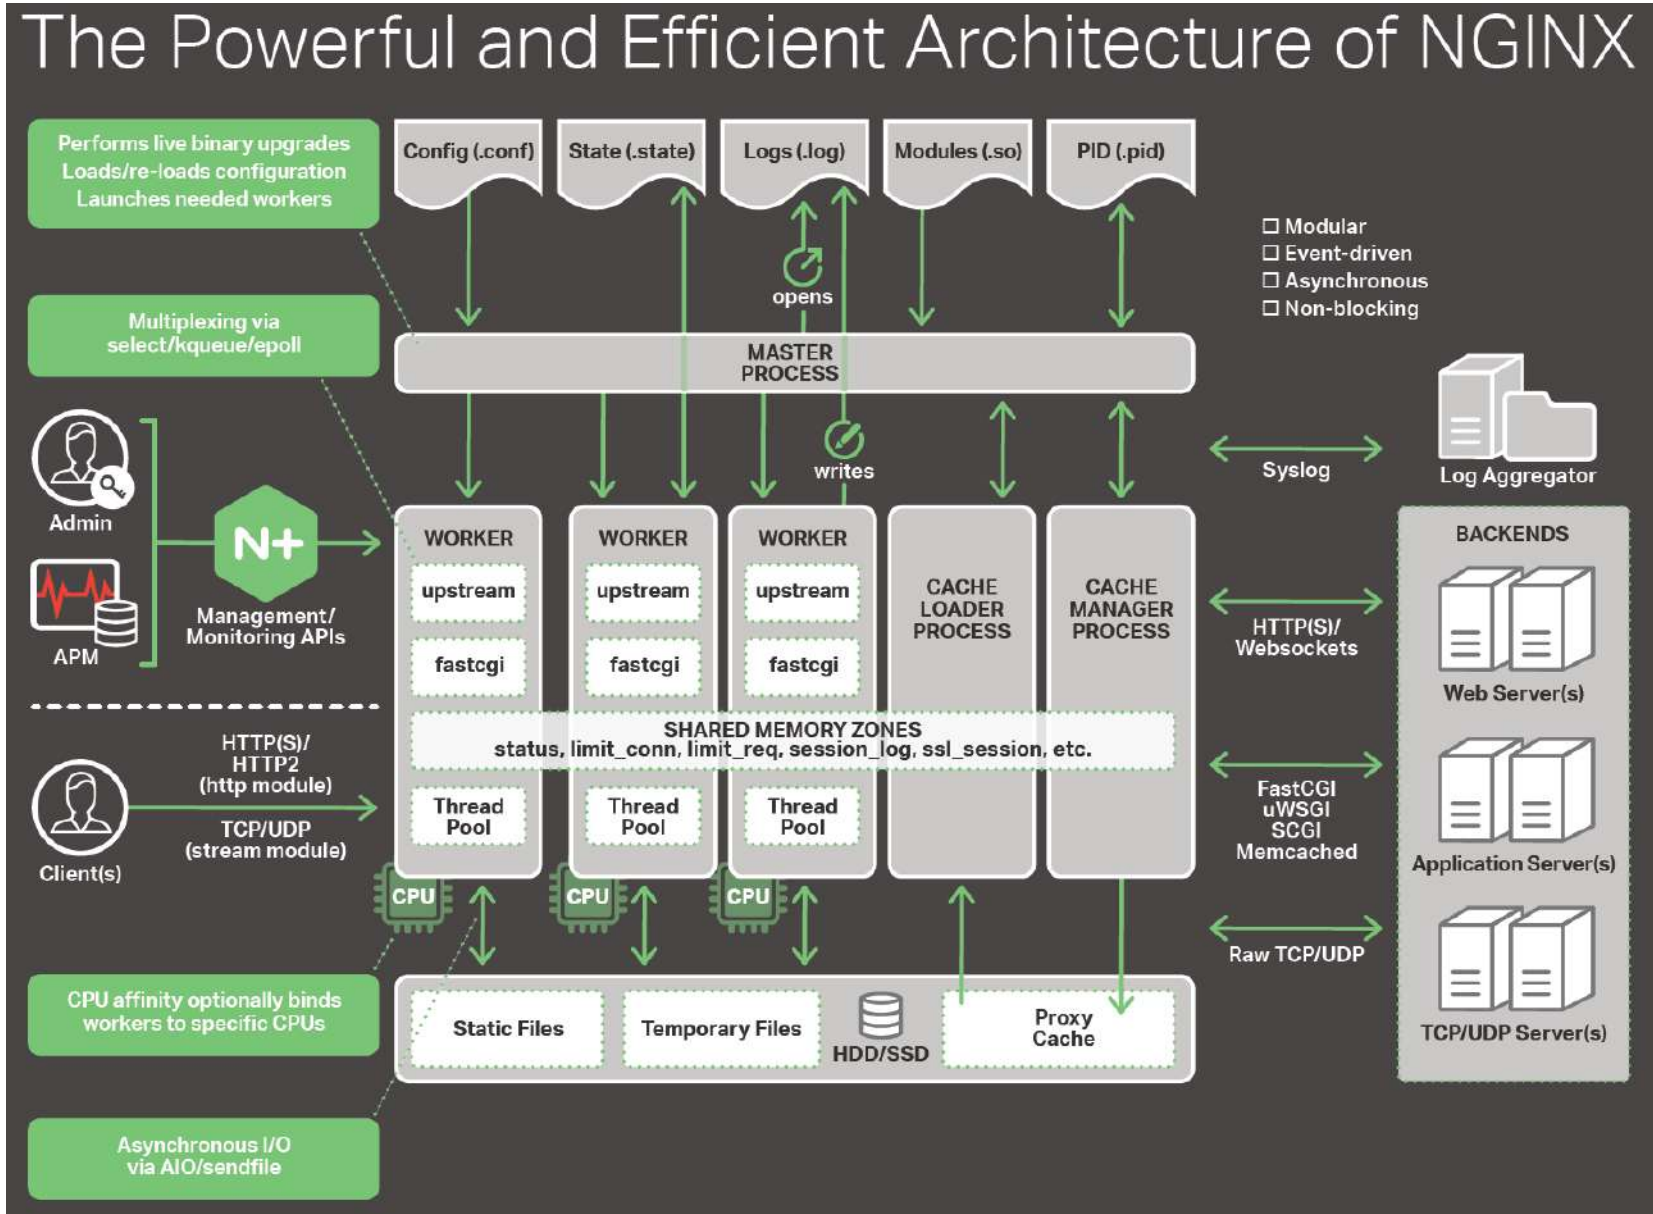 The Powerful and Efficient Architecture of NGINX
Performs live binary upgrades
Loads/re-loads configuration
Launches needed workers
Config (.conf)
State (.state)
Logs (.log)
Modules (.so)
PID (.pid)
☐ Modular
☐ Event-driven
☐ Asynchronous
☐ Non-blocking
opens
Multiplexing via
select/kqueue/epoll
MASTER
PROCESS
writes
Syslog
Log Aggregator
Admin
APM
N+
Management/
Monitoring APIs
WORKER
upstream
fastcgi
WORKER
upstream
fastcgi
WORKER
upstream
fastcgi
CACHE
LOADER
PROCESS
CACHE
MANAGER
PROCESS
SHARED MEMORY ZONES
status, limit_conn, limit_req, session_log, ssl_session, etc.
Thread
Pool
Thread
Pool
Thread
Pool
HTTP(S)/
HTTP2
(http module)
TCP/UDP
(stream module)
Client(s)
CPU
CPU
CPU
BACKENDS
HTTP(S)/
Websockets
Web Server(s)
FastCGI
uWSGI
SCGI
Memcached
Application Server(s)
Raw TCP/UDP
TCP/UDP Server(s)
CPU affinity optionally binds
workers to specific CPUs
Static Files
Temporary Files
HDD/SSD
Proxy
Cache
Asynchronous I/O
via AIO/sendfile